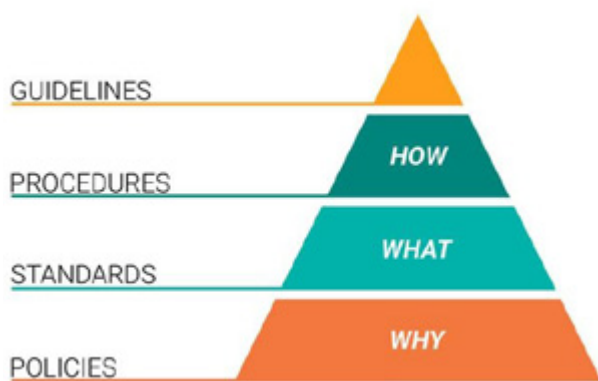 GUIDELINES
PROCEDURES
HOW
STANDARDS
WHAT
POLICIES
WHY